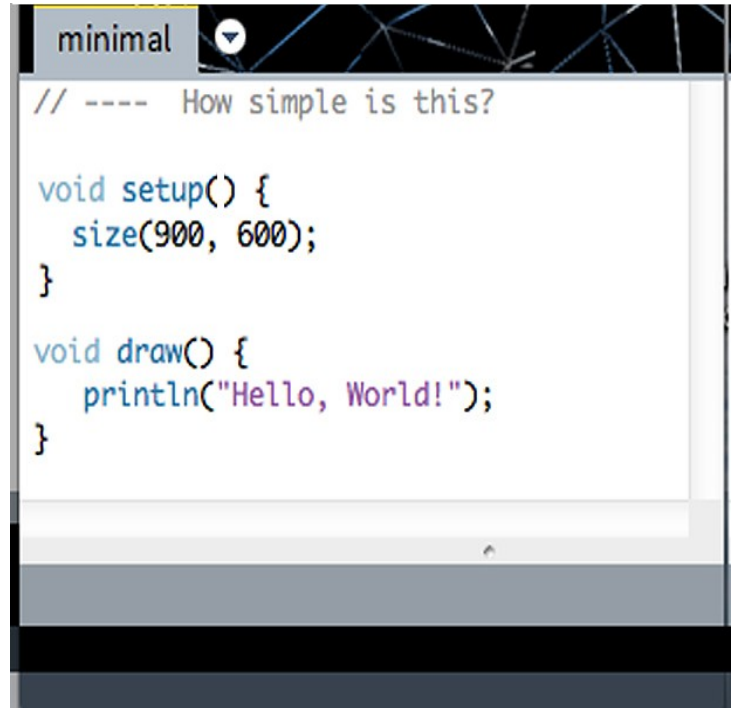 minimal
// ----  How simple is this?
void setup() {
  size(900, 600);
}
void draw() {
   println("Hello, World!");
}